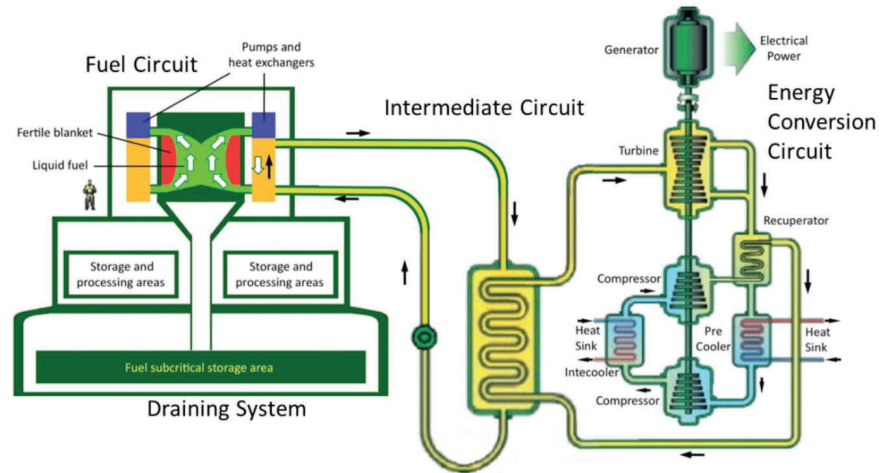 Fuel Circuit
Pumps and
heat exchangers
Fertile blanket
Liquid fuel
Storage and
processing areas
Storage and
processing areas
Fuel subcritical storage area
Draining System
Intermediate Circuit
Generator
Electrical
Power
Energy
Conversion
Circuit
Turbine
Recuperator
Compressor
Heat
Sink
Intecooler
Pre
Cooler
Heat
Sink
Compressor